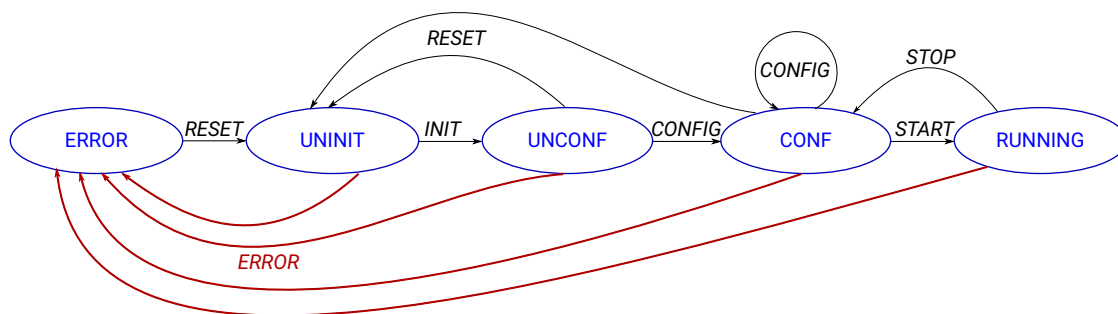 RESET
CONFIG
STOP
RESET
INIT
CONFIG
START
ERROR
UNINIT
UNCONF
CONF
RUNNING
ERROR